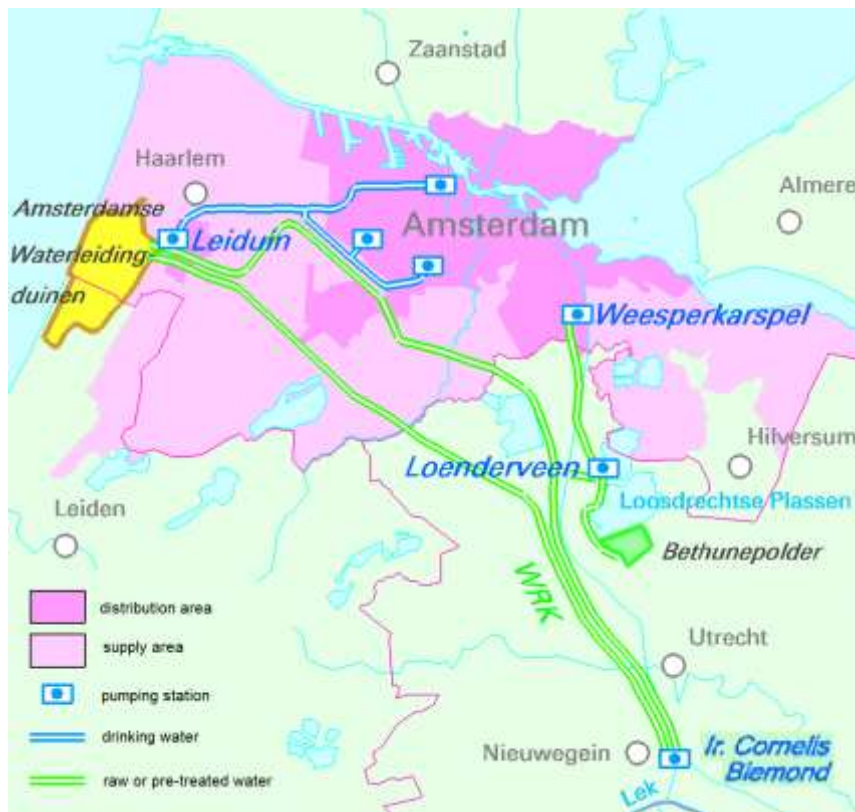 Zaanstad
Haarlem
Almere
Amsterdamse
Leiduin
Amsterdam
Waterleiding
duinen
Weesperkarspel
Hilversum
Loenderveen
Loosdrechtse Plassen
Leiden
Bethunepolder
WRK
distribution area
supply area
Utrecht
pumping station
drinking water
Nieuwegein
Ir. Cornelis
Biemond
raw or pre-treated water
Lek